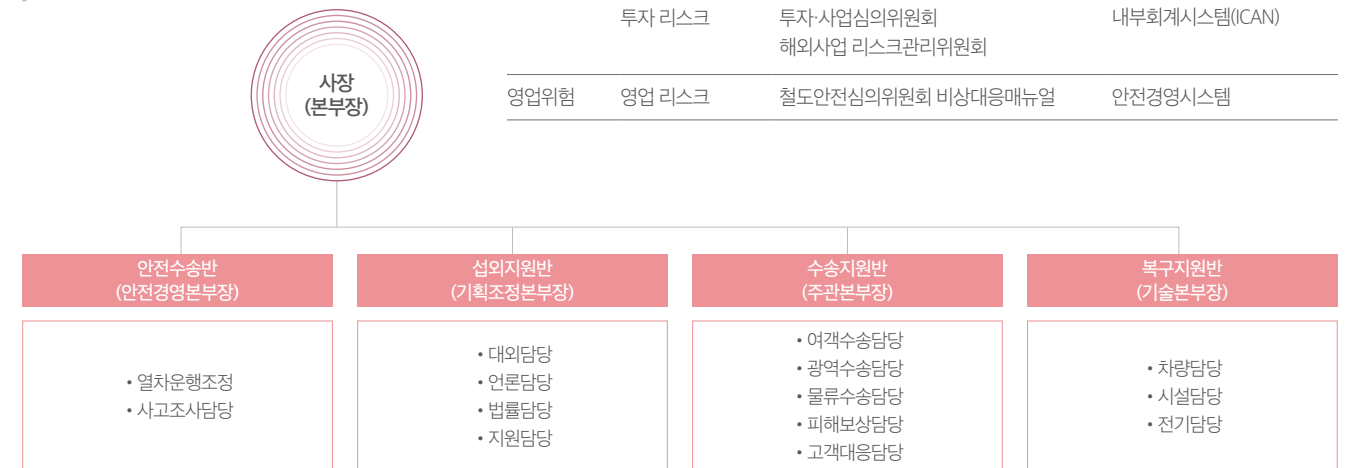 투자 리스크 투자·사업심의위원회 내부회계시스템(ICAN)
해외사업 리스크관리위원회
영업위험 영업 리스크 철도안전심의위원회 비상대응매뉴얼 안전경영시스템
사장
(본부장)
안전수송반
(안전경영본부장)
• 열차운행조정
• 사고조사담당
섭외지원반
(기획조정본부장)
• 대외담당
• 언론담당
• 법률담당
• 지원담당
수송지원반
(주관본부장)
• 여객수송담당
• 광역수송담당
• 물류수송담당
• 피해보상담당
• 고객대응담당
복구지원반
(기술본부장)
• 차량담당
• 시설담당
• 전기담당